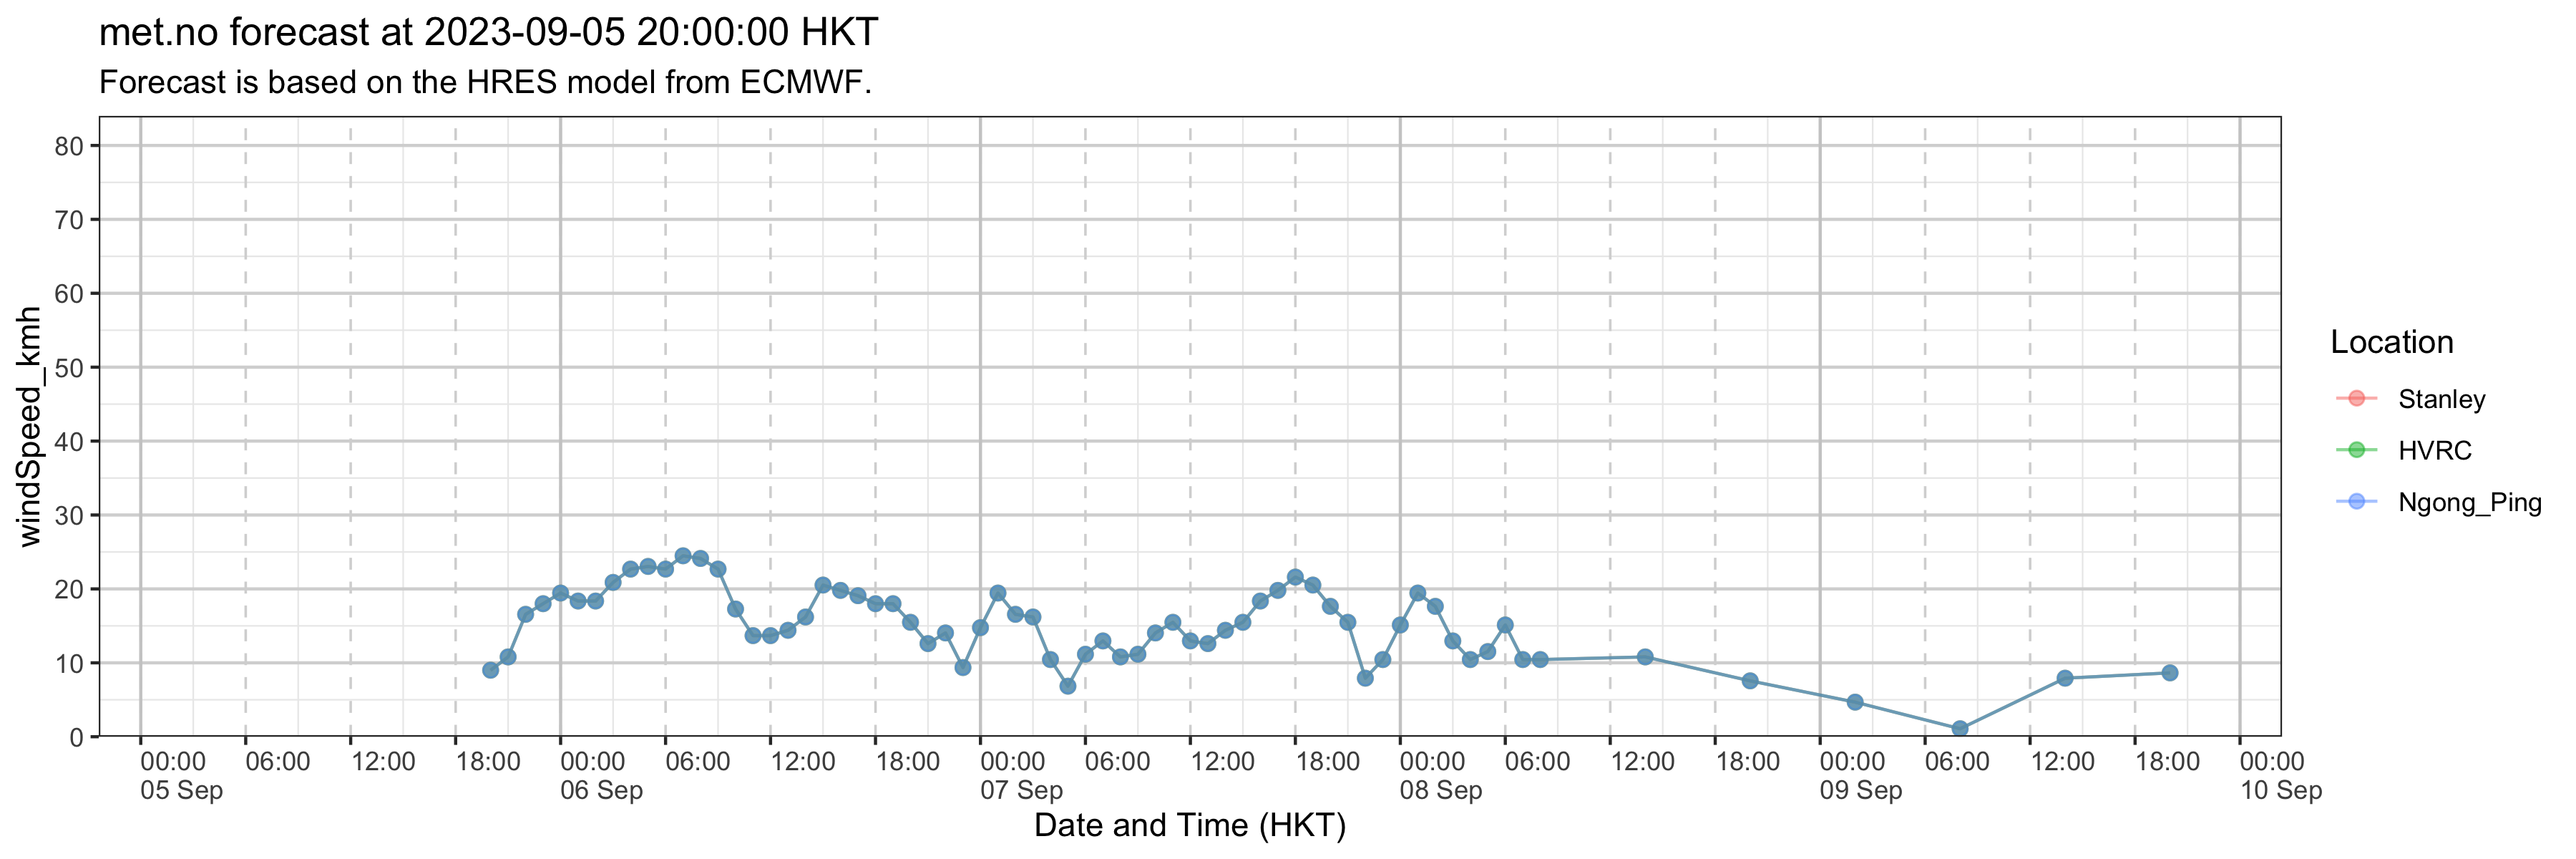 met.no forecast at 2023-09-05 20:00:00 HKT
Forecast is based on the HRES model from ECMWF.
windSpeed_kmh
80
70
60
50
40
30
20
10
0
00:00 06:00 12:00 18:00 00:00 06:00 12:00 18:00 00:00 06:00 12:00 18:00 00:00 06:00 12:00 18:00 00:00 06:00 12:00 18:00 00:00
05 Sep 06 Sep 07 Sep 08 Sep 09 Sep 10 Sep
Date and Time (HKT)
Location
Stanley
HVRC
Ngong_Ping